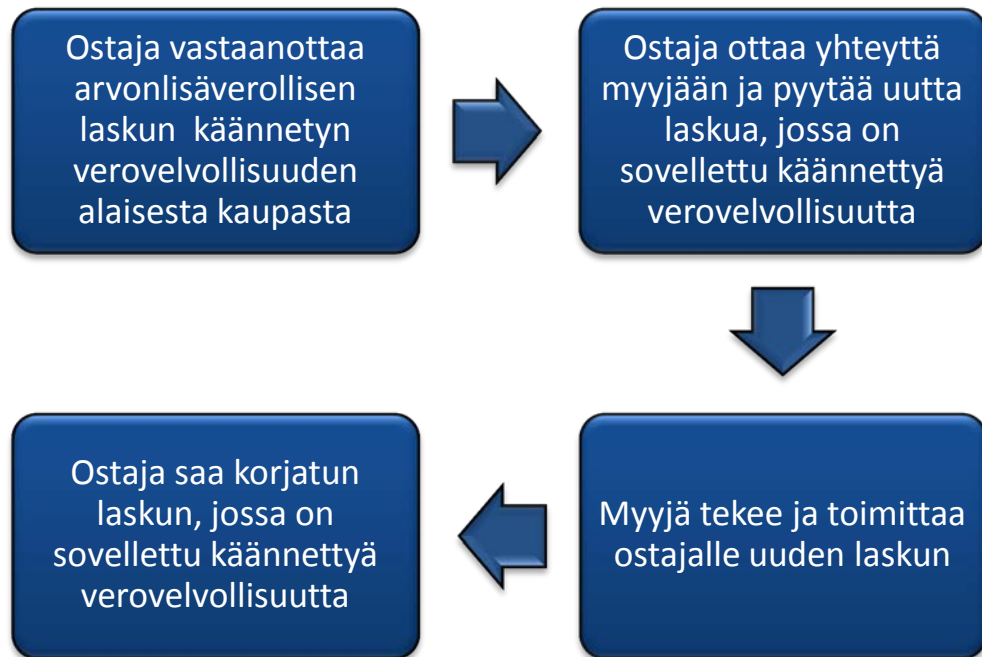 Ostaja vastaanottaa
arvonlisäverollisen
laskun käännetyn
verovelvollisuuden
alaisesta kaupasta
Ostaja ottaa yhteyttä
myyjään ja pyytää uutta
laskua, jossa on
sovellettu käännettyä
verovelvollisuutta
Myyjä tekee ja toimittaa
ostajalle uuden laskun
Ostaja saa korjatun
laskun, jossa on
sovellettu käännettyä
verovelvollisuutta